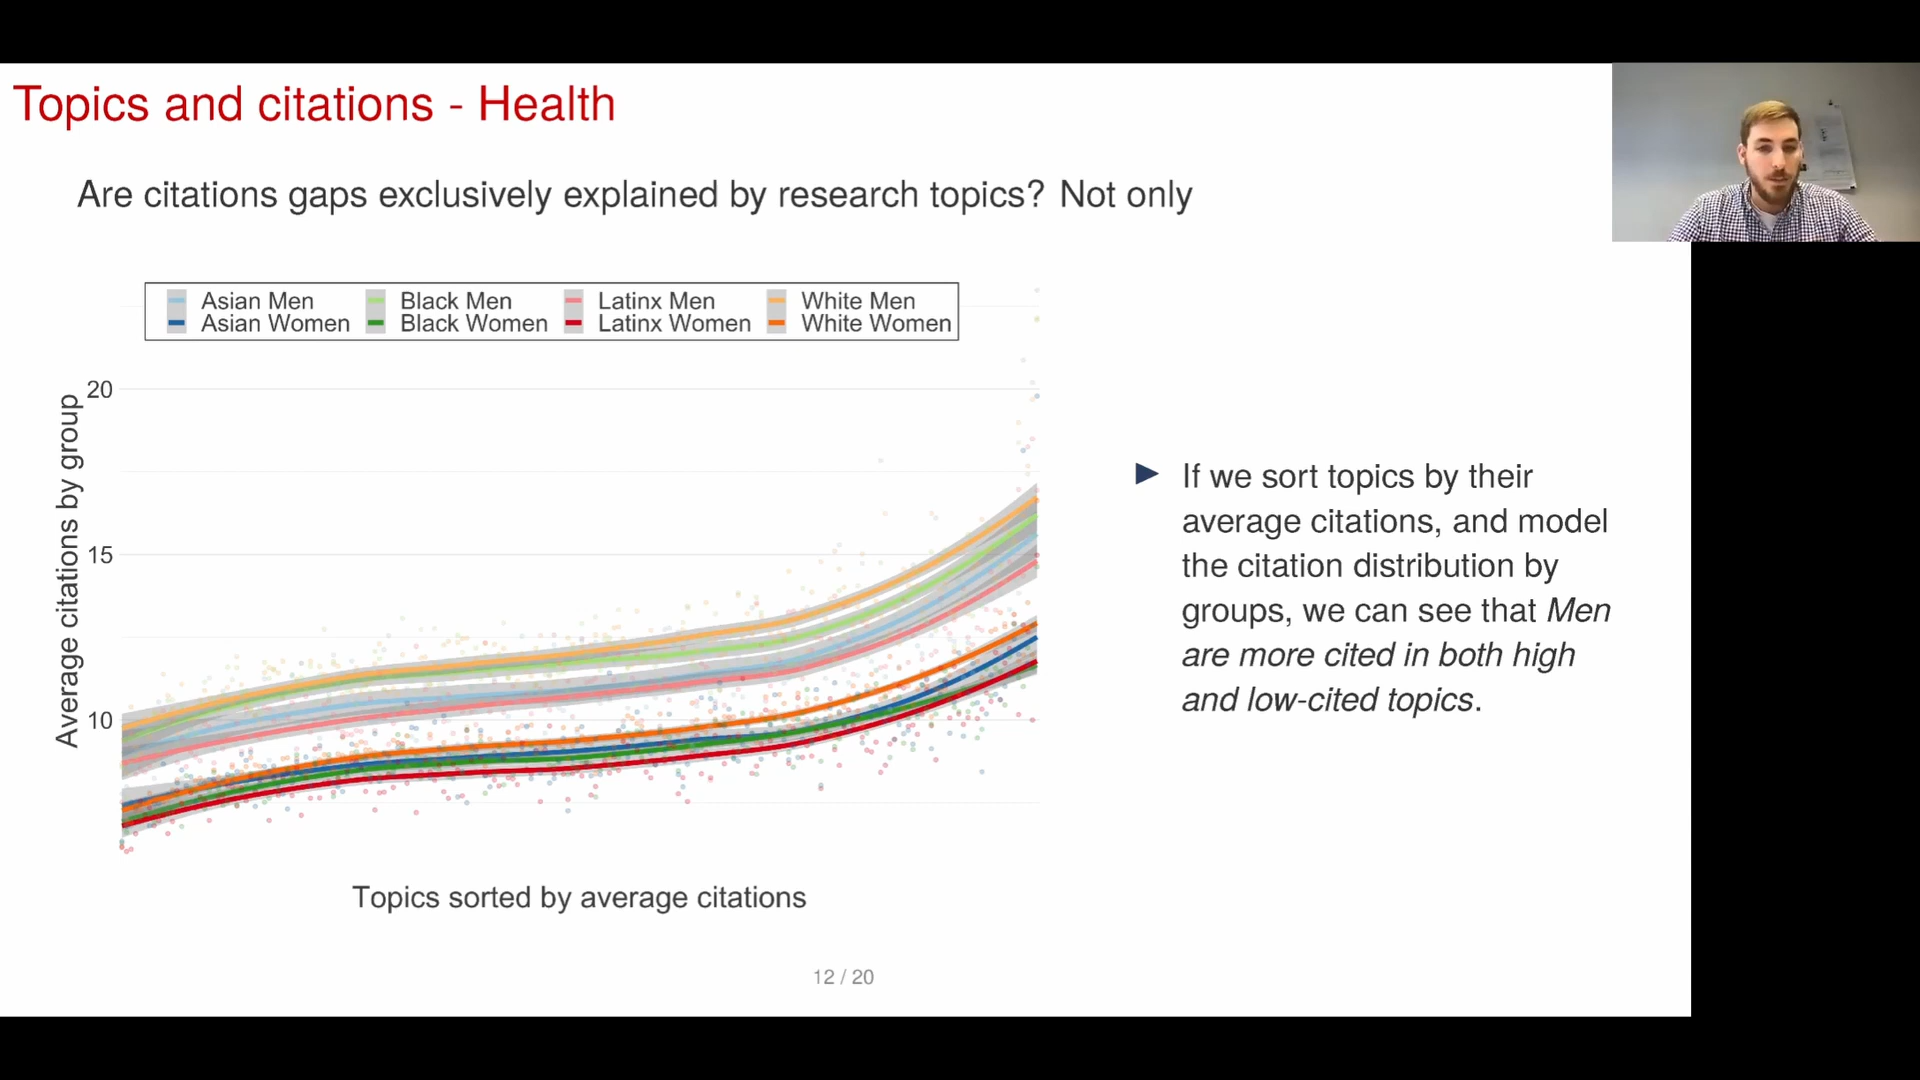 Topics and citations - Health
Are citations gaps exclusively explained by research topics? Not only
Asian Men Black Men Latinx Men White Men
Asian Women Black Women Latinx Women White Women
Average citations by group
20
15
10
Topics sorted by average citations
If we sort topics by their
average citations, and model
the citation distribution by
groups, we can see that Men
are more cited in both high
and low-cited topics.
12 / 20